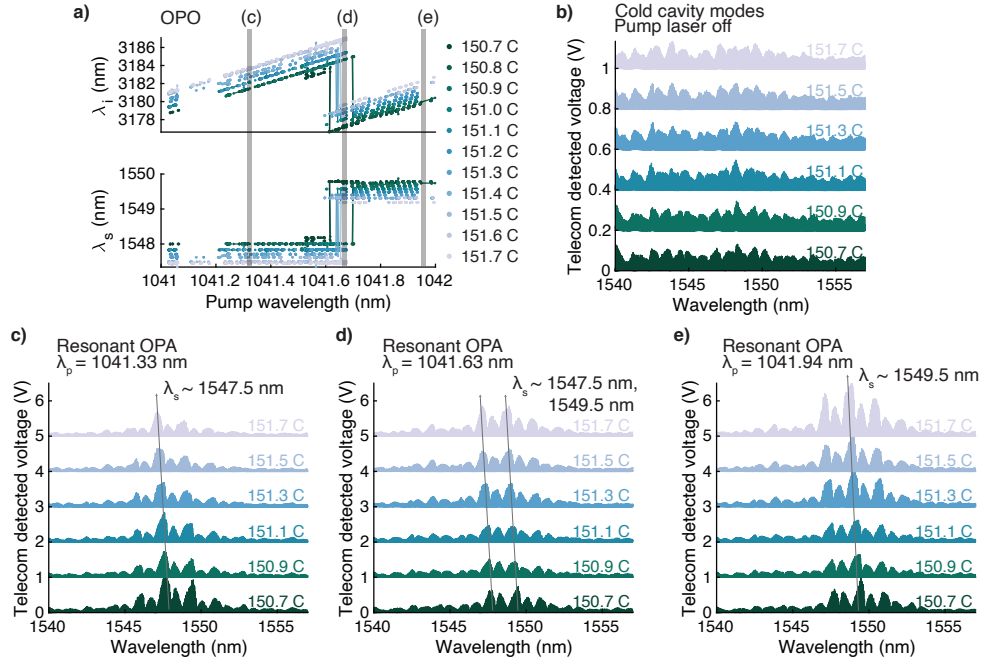 a)
OPO
(c)
(d)
(e)
λi (nm)
3186
3184
3182
3180
3178
λs (nm)
1550
1549
1548
1041
1041.2
1041.4
1041.6
1041.8
1042
Pump wavelength (nm)
150.7 C
150.8 C
150.9 C
151.0 C
151.1 C
151.2 C
151.3 C
151.4 C
151.5 C
151.6 C
151.7 C
b)
Cold cavity modes
Pump laser off
Telecom detected voltage (V)
1
0.8
0.6
0.4
0.2
0
151.7 C
151.5 C
151.3 C
151.1 C
150.9 C
150.7 C
1540
1545
1550
1555
Wavelength (nm)
c)
Resonant OPA
λp = 1041.33 nm
λs ~ 1547.5 nm
Telecom detected voltage (V)
6
5
4
3
2
1
0
151.7 C
151.5 C
151.3 C
151.1 C
150.9 C
150.7 C
1540
1545
1550
1555
Wavelength (nm)
d)
Resonant OPA
λp = 1041.63 nm
λs ~ 1547.5 nm,
1549.5 nm
Telecom detected voltage (V)
6
5
4
3
2
1
0
151.7 C
151.5 C
151.3 C
151.1 C
150.9 C
150.7 C
1540
1545
1550
1555
Wavelength (nm)
e)
Resonant OPA
λp = 1041.94 nm
λs ~ 1549.5 nm
Telecom detected voltage (V)
6
5
4
3
2
1
0
151.7 C
151.5 C
151.3 C
151.1 C
150.9 C
150.7 C
1540
1545
1550
1555
Wavelength (nm)